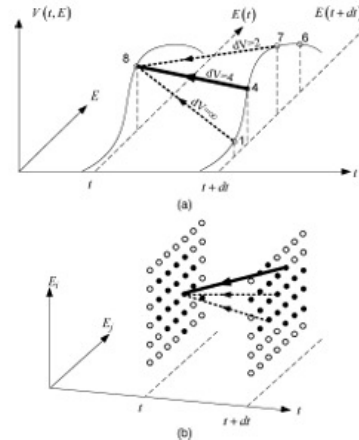 V(t, E)
E(t)
E(t+dt)
8
dV=2
7
6
dV=4
4
E
dV=∞
1
t
t+dt
t
(a)
E_i
E_j
t
t+dt
t
(b)